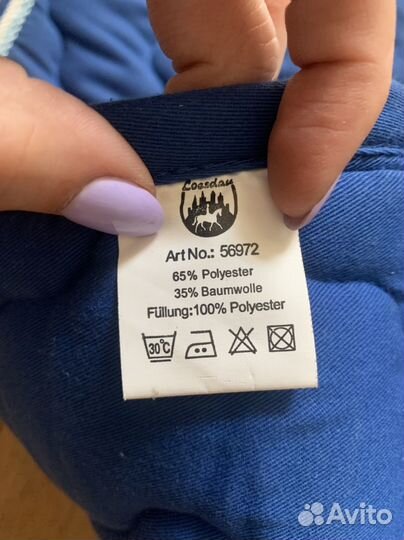 Loesdau
Art No.: 56972
65% Polyester
35% Baumwolle
Füllung:100% Polyester
30°C
Avito